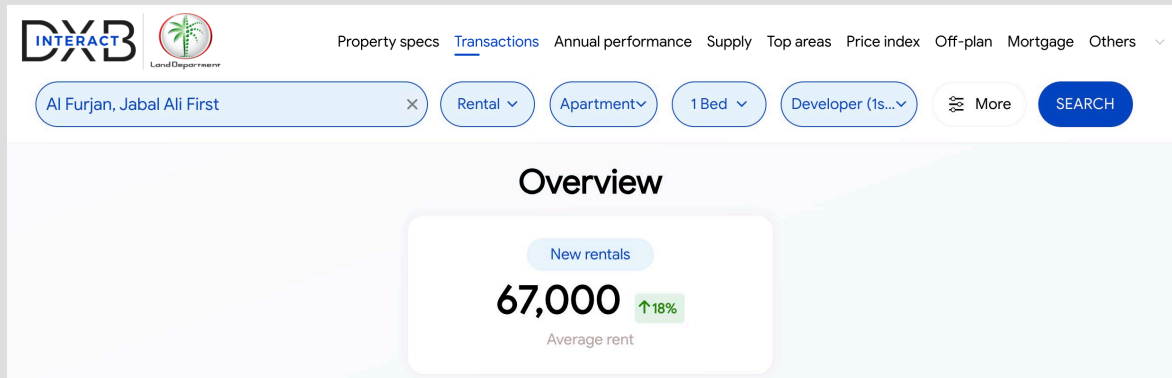 DXB
INTERACT
Land Department
Property specs Transactions Annual performance Supply Top areas Price index Off-plan Mortgage Others
Al Furjan, Jabal Ali First
Rental
Apartment
1 Bed
Developer (1s...
More
SEARCH
Overview
New rentals
67,000 ↑18%
Average rent